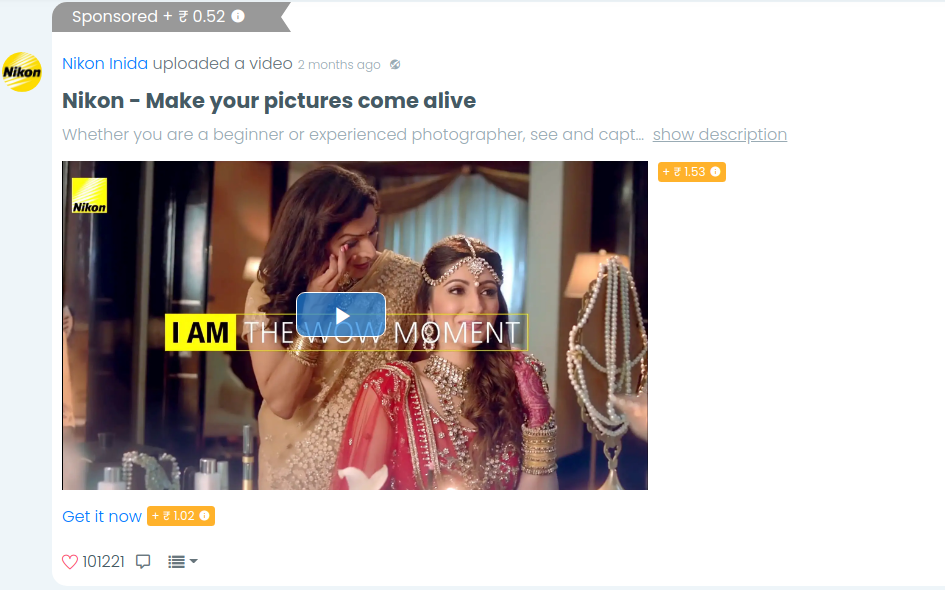 Sponsored + ₹ 0.52
Nikon
Nikon Inida uploaded a video 2 months ago
Nikon - Make your pictures come alive
Whether you are a beginner or experienced photographer, see and capt... show description
+ ₹ 1.53
Nikon
I AM THE WOW MOMENT
Get it now + ₹ 1.02
101221